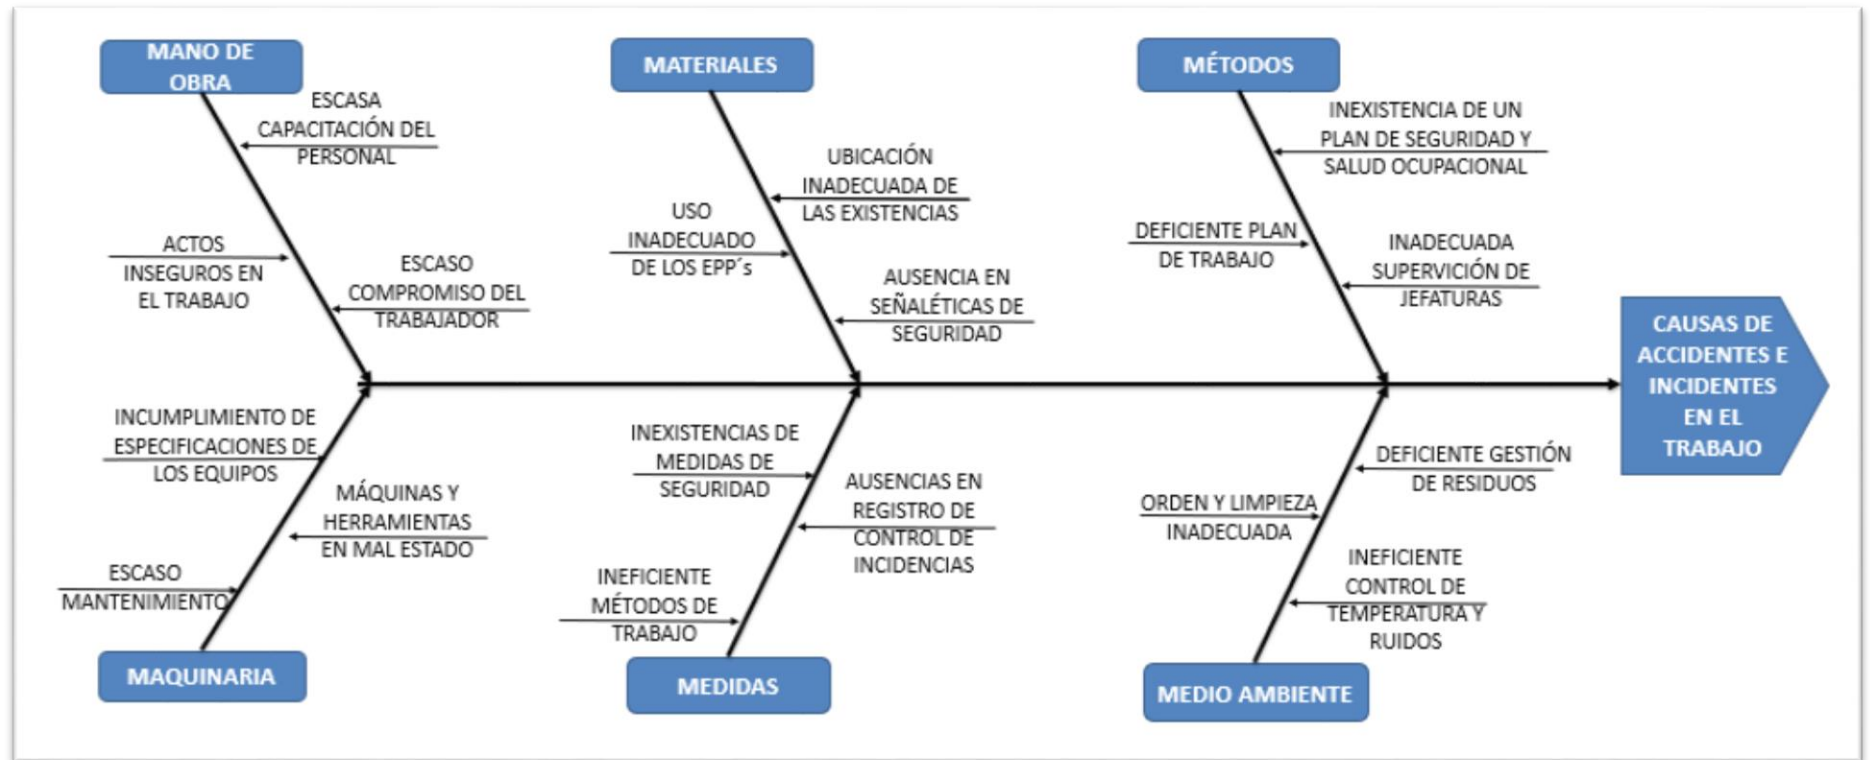 MANO DE
OBRA
ESCASA
CAPACITACIÓN DEL
PERSONAL
ACTOS
INSEGUROS EN
EL TRABAJO
ESCASO
COMPROMISO DEL
TRABAJADOR
MATERIALES
UBICACIÓN
INADECUADA DE
LAS EXISTENCIAS
USO
INADECUADO
DE LOS EPP´s
AUSENCIA EN
SEÑALÉTICAS DE
SEGURIDAD
MÉTODOS
INEXISTENCIA DE UN
PLAN DE SEGURIDAD Y
SALUD OCUPACIONAL
DEFICIENTE PLAN
DE TRABAJO
INADECUADA
SUPERVICIÓN DE
JEFATURAS
CAUSAS DE
ACCIDENTES E
INCIDENTES
EN EL
TRABAJO
INCUMPLIMIENTO DE
ESPECIFICACIONES DE
LOS EQUIPOS
MÁQUINAS Y
HERRAMIENTAS
EN MAL ESTADO
ESCASO
MANTENIMIENTO
MAQUINARIA
INEXISTENCIAS DE
MEDIDAS DE
SEGURIDAD
AUSENCIAS EN
REGISTRO DE
CONTROL DE
INCIDENCIAS
INEFICIENTE
MÉTODOS DE
TRABAJO
MEDIDAS
DEFICIENTE GESTIÓN
DE RESIDUOS
ORDEN Y LIMPIEZA
INADECUADA
INEFICIENTE
CONTROL DE
TEMPERATURA Y
RUIDOS
MEDIO AMBIENTE